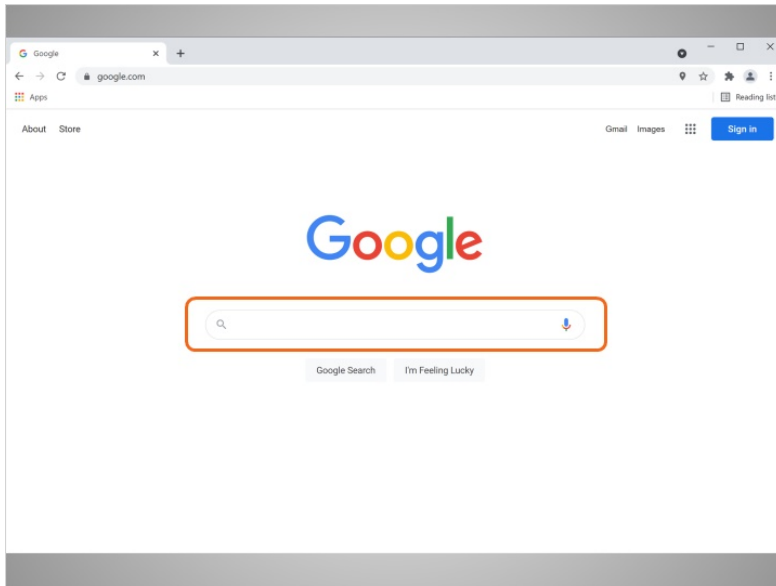 Google
google.com
Apps
Reading list
About Store
Gmail Images
Sign in
Google
Google Search I'm Feeling Lucky